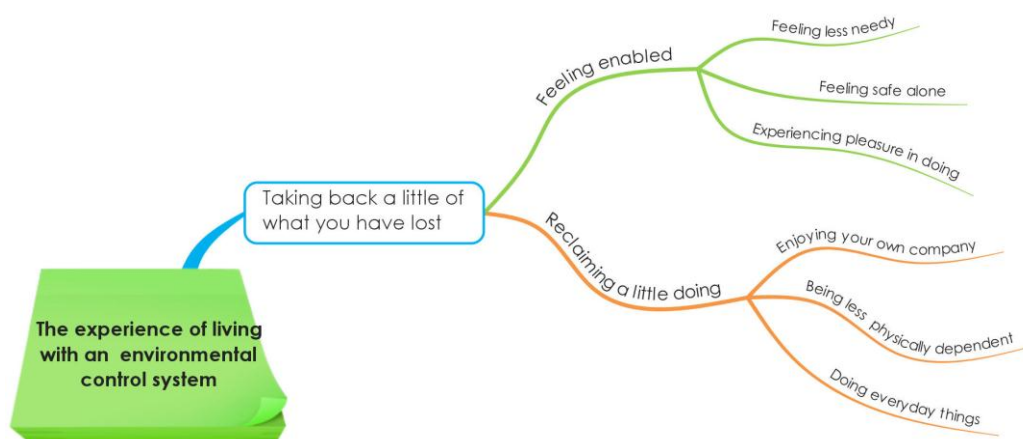 The experience of living
with an environmental
control system
Taking back a little of
what you have lost
Feeling enabled
Feeling less needy
Feeling safe alone
Experiencing pleasure in doing
Reclaiming a little doing
Enjoying your own company
Being less physically dependent
Doing everyday things